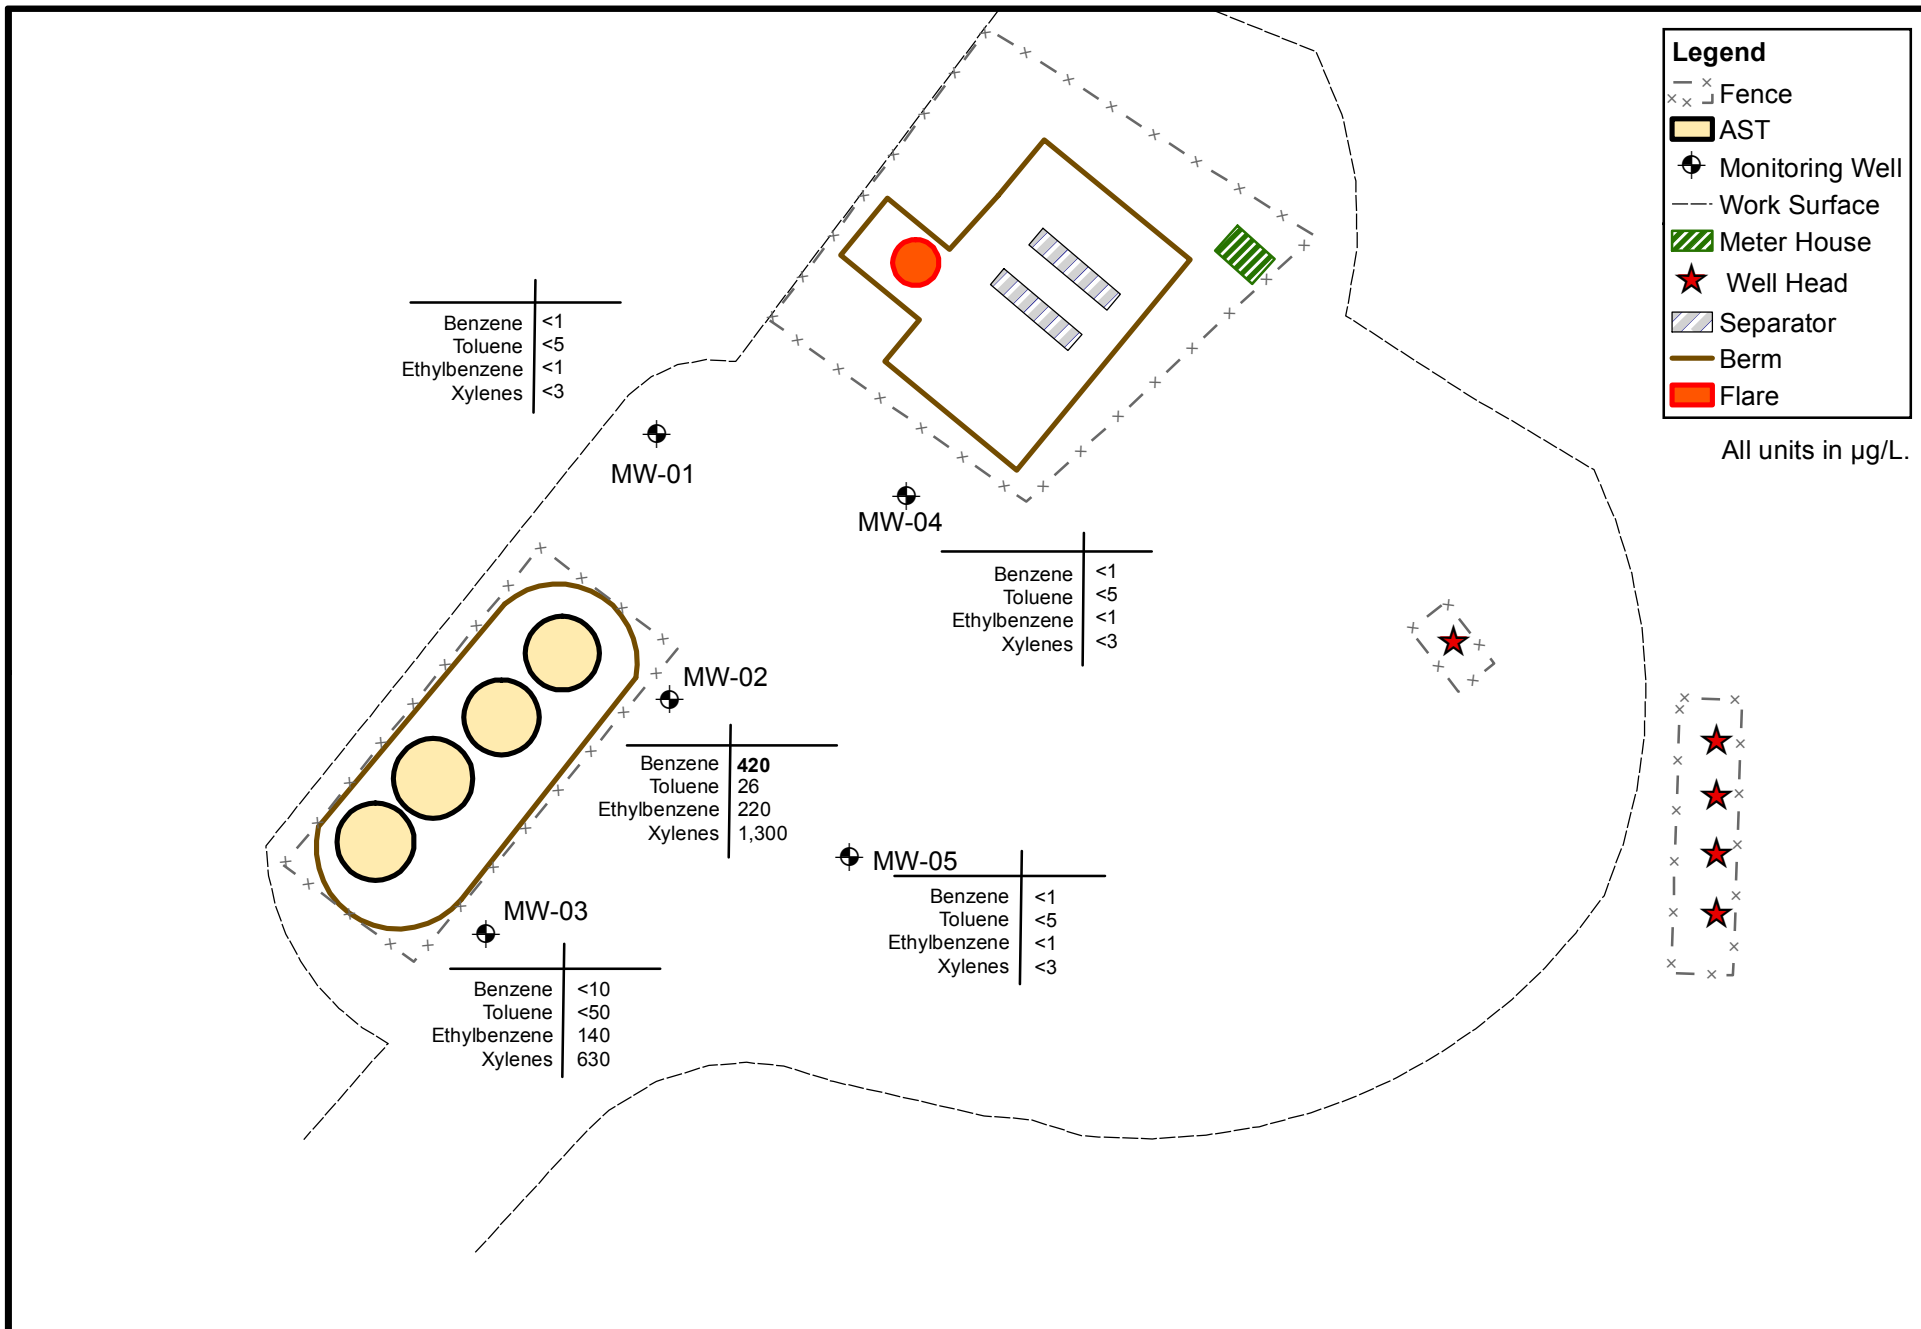 Legend
Fence
AST
Monitoring Well
Work Surface
Meter House
Well Head
Separator
Berm
Flare
All units in µg/L.
Benzene <1
Toluene <5
Ethylbenzene <1
Xylenes <3
MW-01
MW-04
Benzene <1
Toluene <5
Ethylbenzene <1
Xylenes <3
MW-02
Benzene 420
Toluene 26
Ethylbenzene 220
Xylenes 1,300
MW-05
Benzene <1
Toluene <5
Ethylbenzene <1
Xylenes <3
MW-03
Benzene <10
Toluene <50
Ethylbenzene 140
Xylenes 630